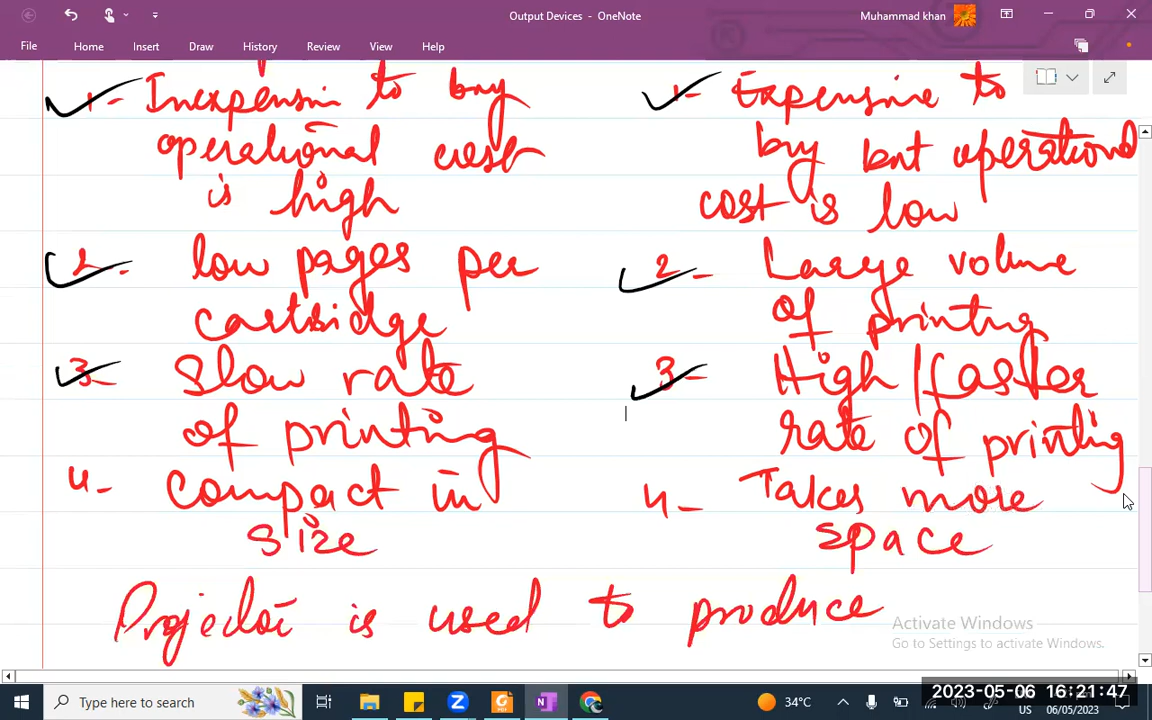 Output Devices - OneNote
Muhammad khan
File Home Insert Draw History Review View Help
1- Inexpensive to buy
operational cost
is high
2- low pages per
cartridge
3- Slow rate
of printing
4- compact in
size
1- Expensive to
buy but operational
cost is low
2- Large volume
of printing
3- High/faster
rate of printing
4- Takes more
space
Projector is used to produce
Activate Windows
Go to Settings to activate Windows.
Type here to search
34°C
2023-05-06 16:21:47
US 06/05/2023